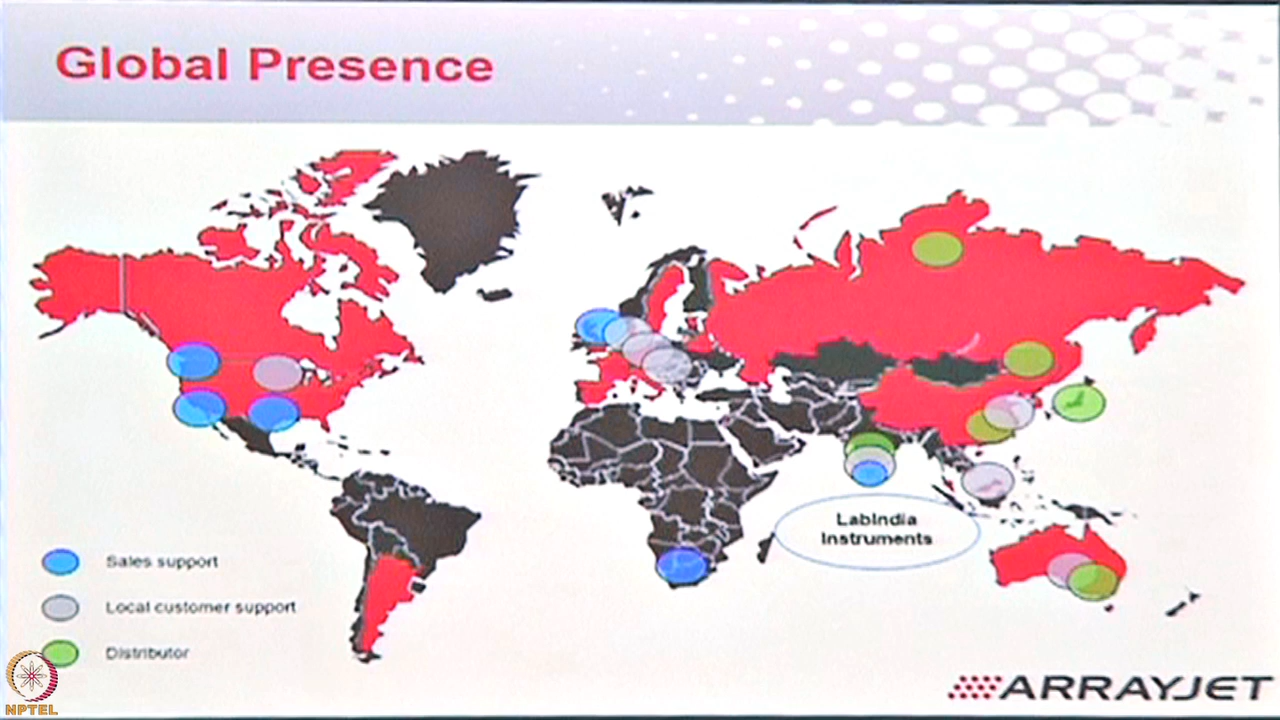 Global Presence
LabIndia
Instruments
Sales support
Local customer support
Distributor
NPTEL
ARRAYJET